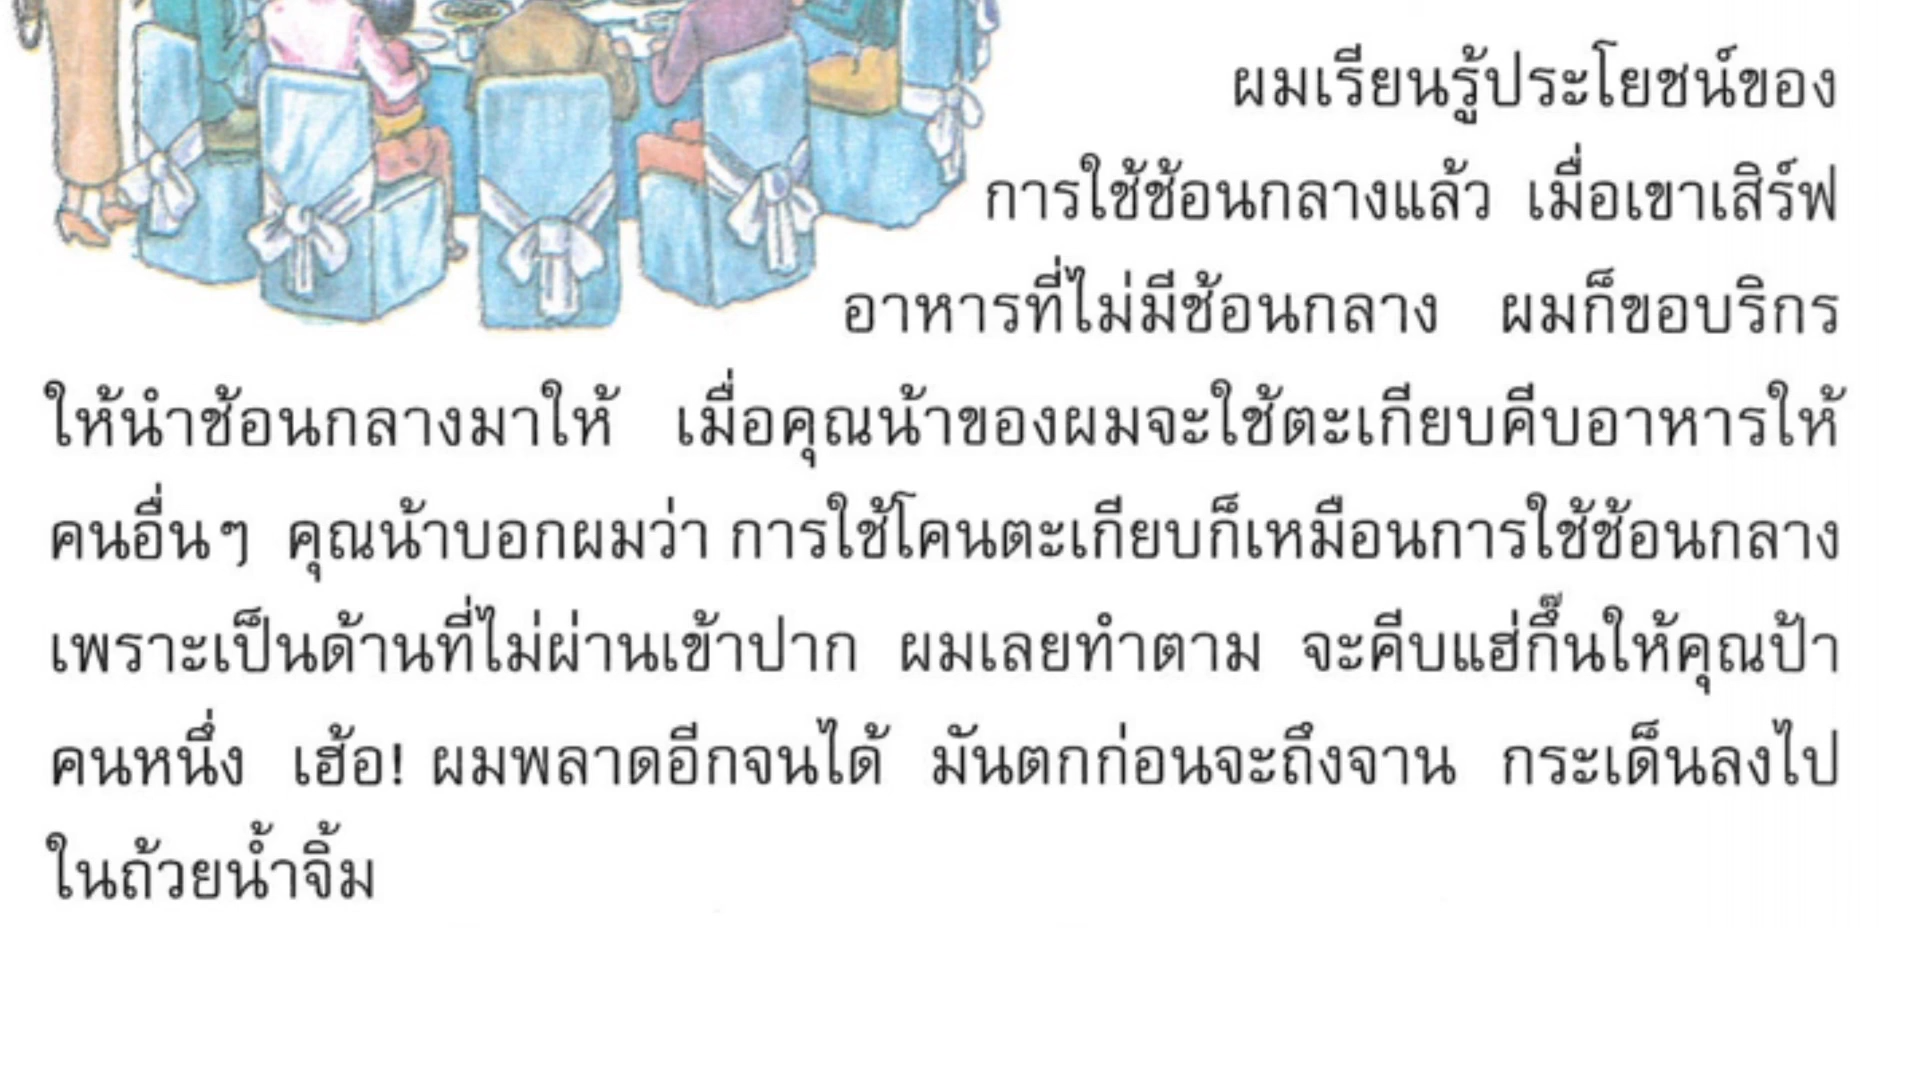 ผมเรียนรู้ประโยชน์ของ
การใช้ช้อนกลางแล้ว เมื่อเขาเสิร์ฟ
อาหารที่ไม่มีช้อนกลาง ผมก็ขอบริกร
ให้นำช้อนกลางมาให้ เมื่อคุณน้าของผมจะใช้ตะเกียบคีบอาหารให้
คนอื่นๆ คุณน้าบอกผมว่า การใช้โคนตะเกียบก็เหมือนการใช้ช้อนกลาง
เพราะเป็นด้านที่ไม่ผ่านเข้าปาก ผมเลยทำตาม จะคีบแฮ่กึ๊นให้คุณป้า
คนหนึ่ง เฮ้อ! ผมพลาดอีกจนได้ มันตกก่อนจะถึงจาน กระเด็นลงไป
ในถ้วยน้ำจิ้ม